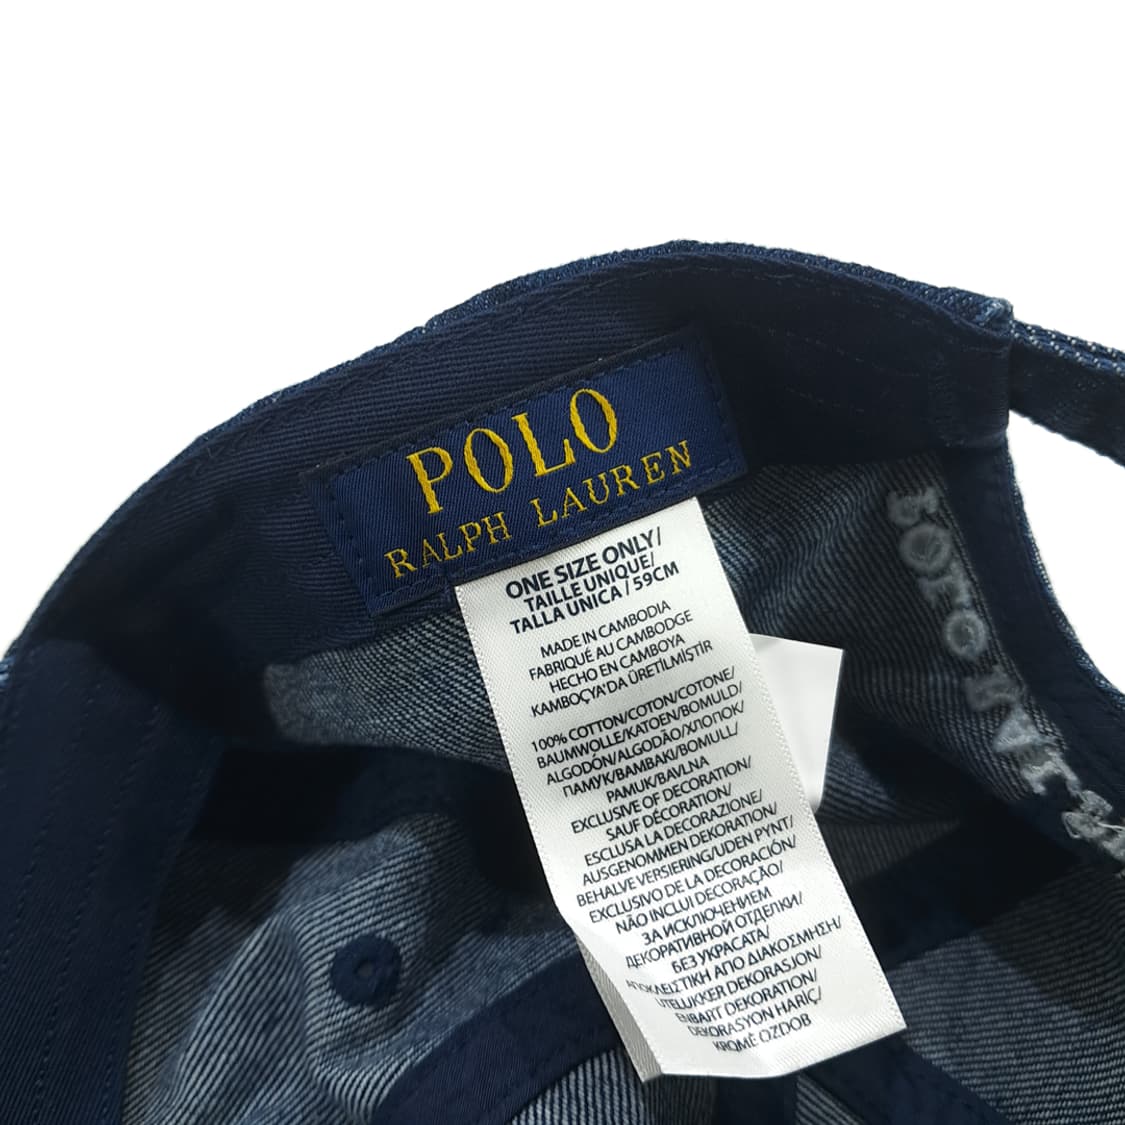 POLO
RALPH LAUREN
ONE SIZE ONLY/
TAILLE UNIQUE/
TALLA UNICA / 59CM
MADE IN CAMBODIA
FABRIQUÉ AU CAMBODGE
HECHO EN CAMBOYA
KAMBOÇYA'DA ÜRETİLMİŞTİR
100% COTTON/COTON/COTONE/
BAUMWOLLE/KATOEN/BOMULD/
ALGODÓN/ALGODÃO/ХЛОПОК/
ПАМУК/ΒΑΜΒΑΚΙ/BOMULL/
PAMUK/BAVLNA
EXCLUSIVE OF DECORATION/
SAUF DÉCORATION/
ESCLUSA LA DECORAZIONE/
AUSGENOMMEN DEKORATION/
BEHALVE VERSIERING/UDEN PYNT/
EXCLUSIVO DE LA DECORACIÓN/
NÃO INCLUI DECORAÇÃO/
ЗА ИСКЛЮЧЕНИЕМ
ДЕКОРАТИВНОЙ ОТДЕЛКИ/
БЕЗ УКРАСАТА/
ΑΠΟΚΛΕΙΣΤΙΚΗ ΑΠΟ ΔΙΑΚΟΣΜΗΣΗ/
UTELUKKER DEKORASJON/
ENBART DEKORATION/
DEKORASYON HARİÇ/
KROMĚ OZDOB